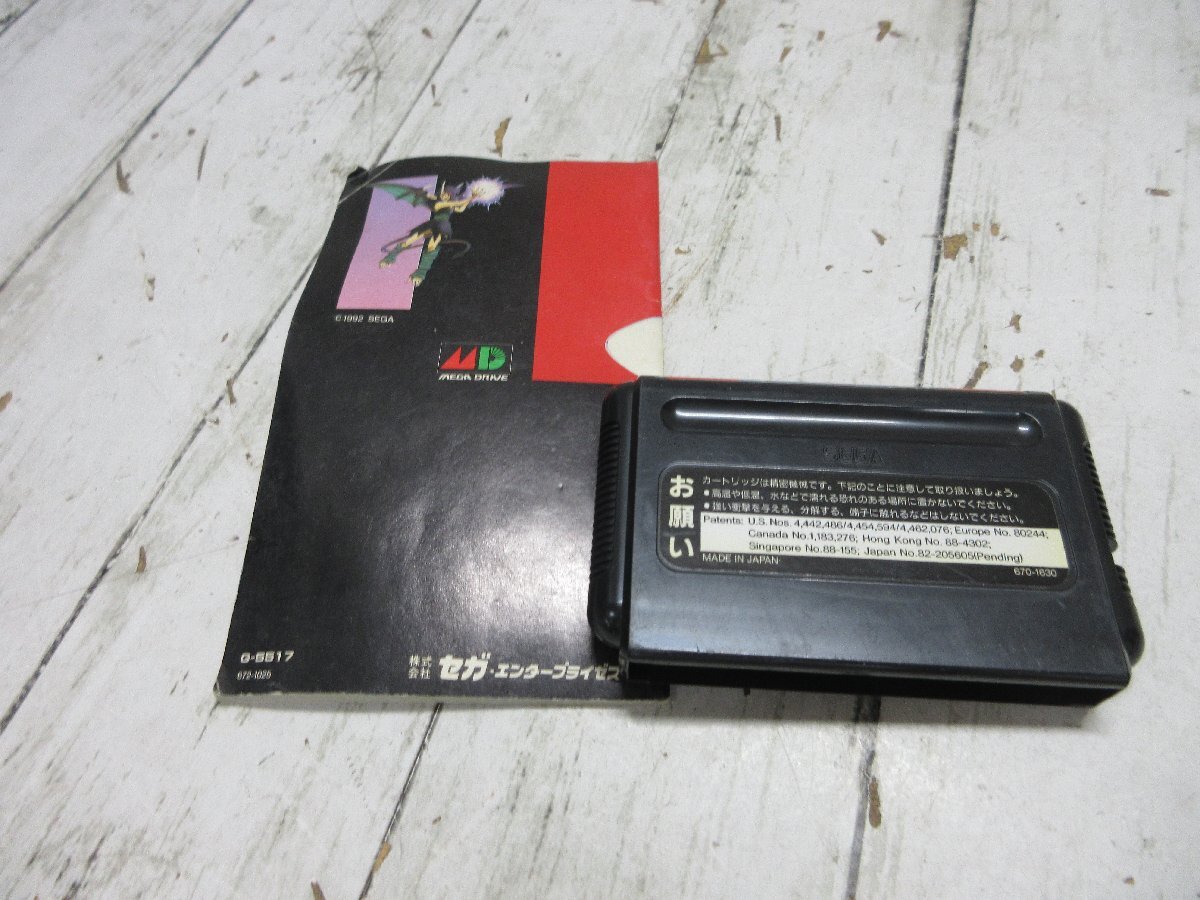 ©1992 SEGA
MEGA DRIVE
G-5517
672-1025
株式会社 セガ・エンタープライゼス
SEGA
お願い
カートリッジは精密機械です。下記のことに注意して取り扱いましょう。
●高温や低温、水などで濡れる恐れのある場所に置かないでください。
●強い衝撃を与える、分解する、端子に触れるなどはしないでください。
Patents: U.S. Nos. 4,442,486/4,454,594/4,462,076; Europe No. 80244;
Canada No.1,183,276; Hong Kong No. 88-4302;
Singapore No.88-155; Japan No.82-205605(Pending)
MADE IN JAPAN
670-1630